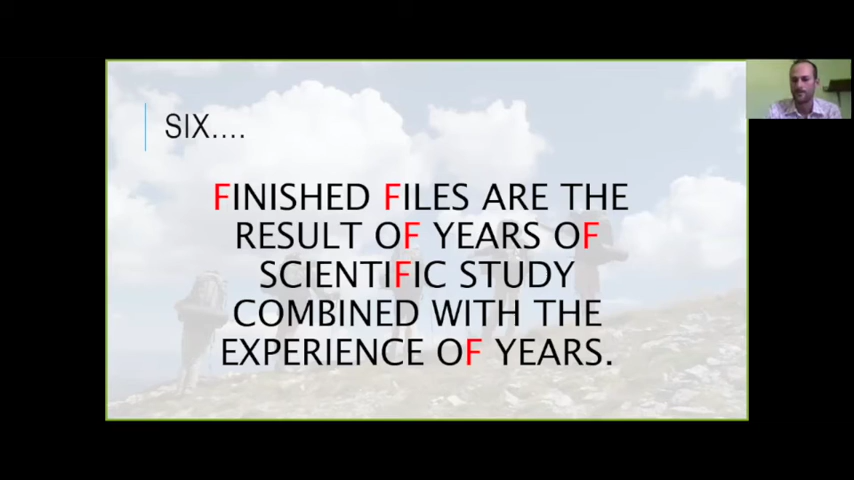 SIX....
FINISHED FILES ARE THE
RESULT OF YEARS OF
SCIENTIFIC STUDY
COMBINED WITH THE
EXPERIENCE OF YEARS.